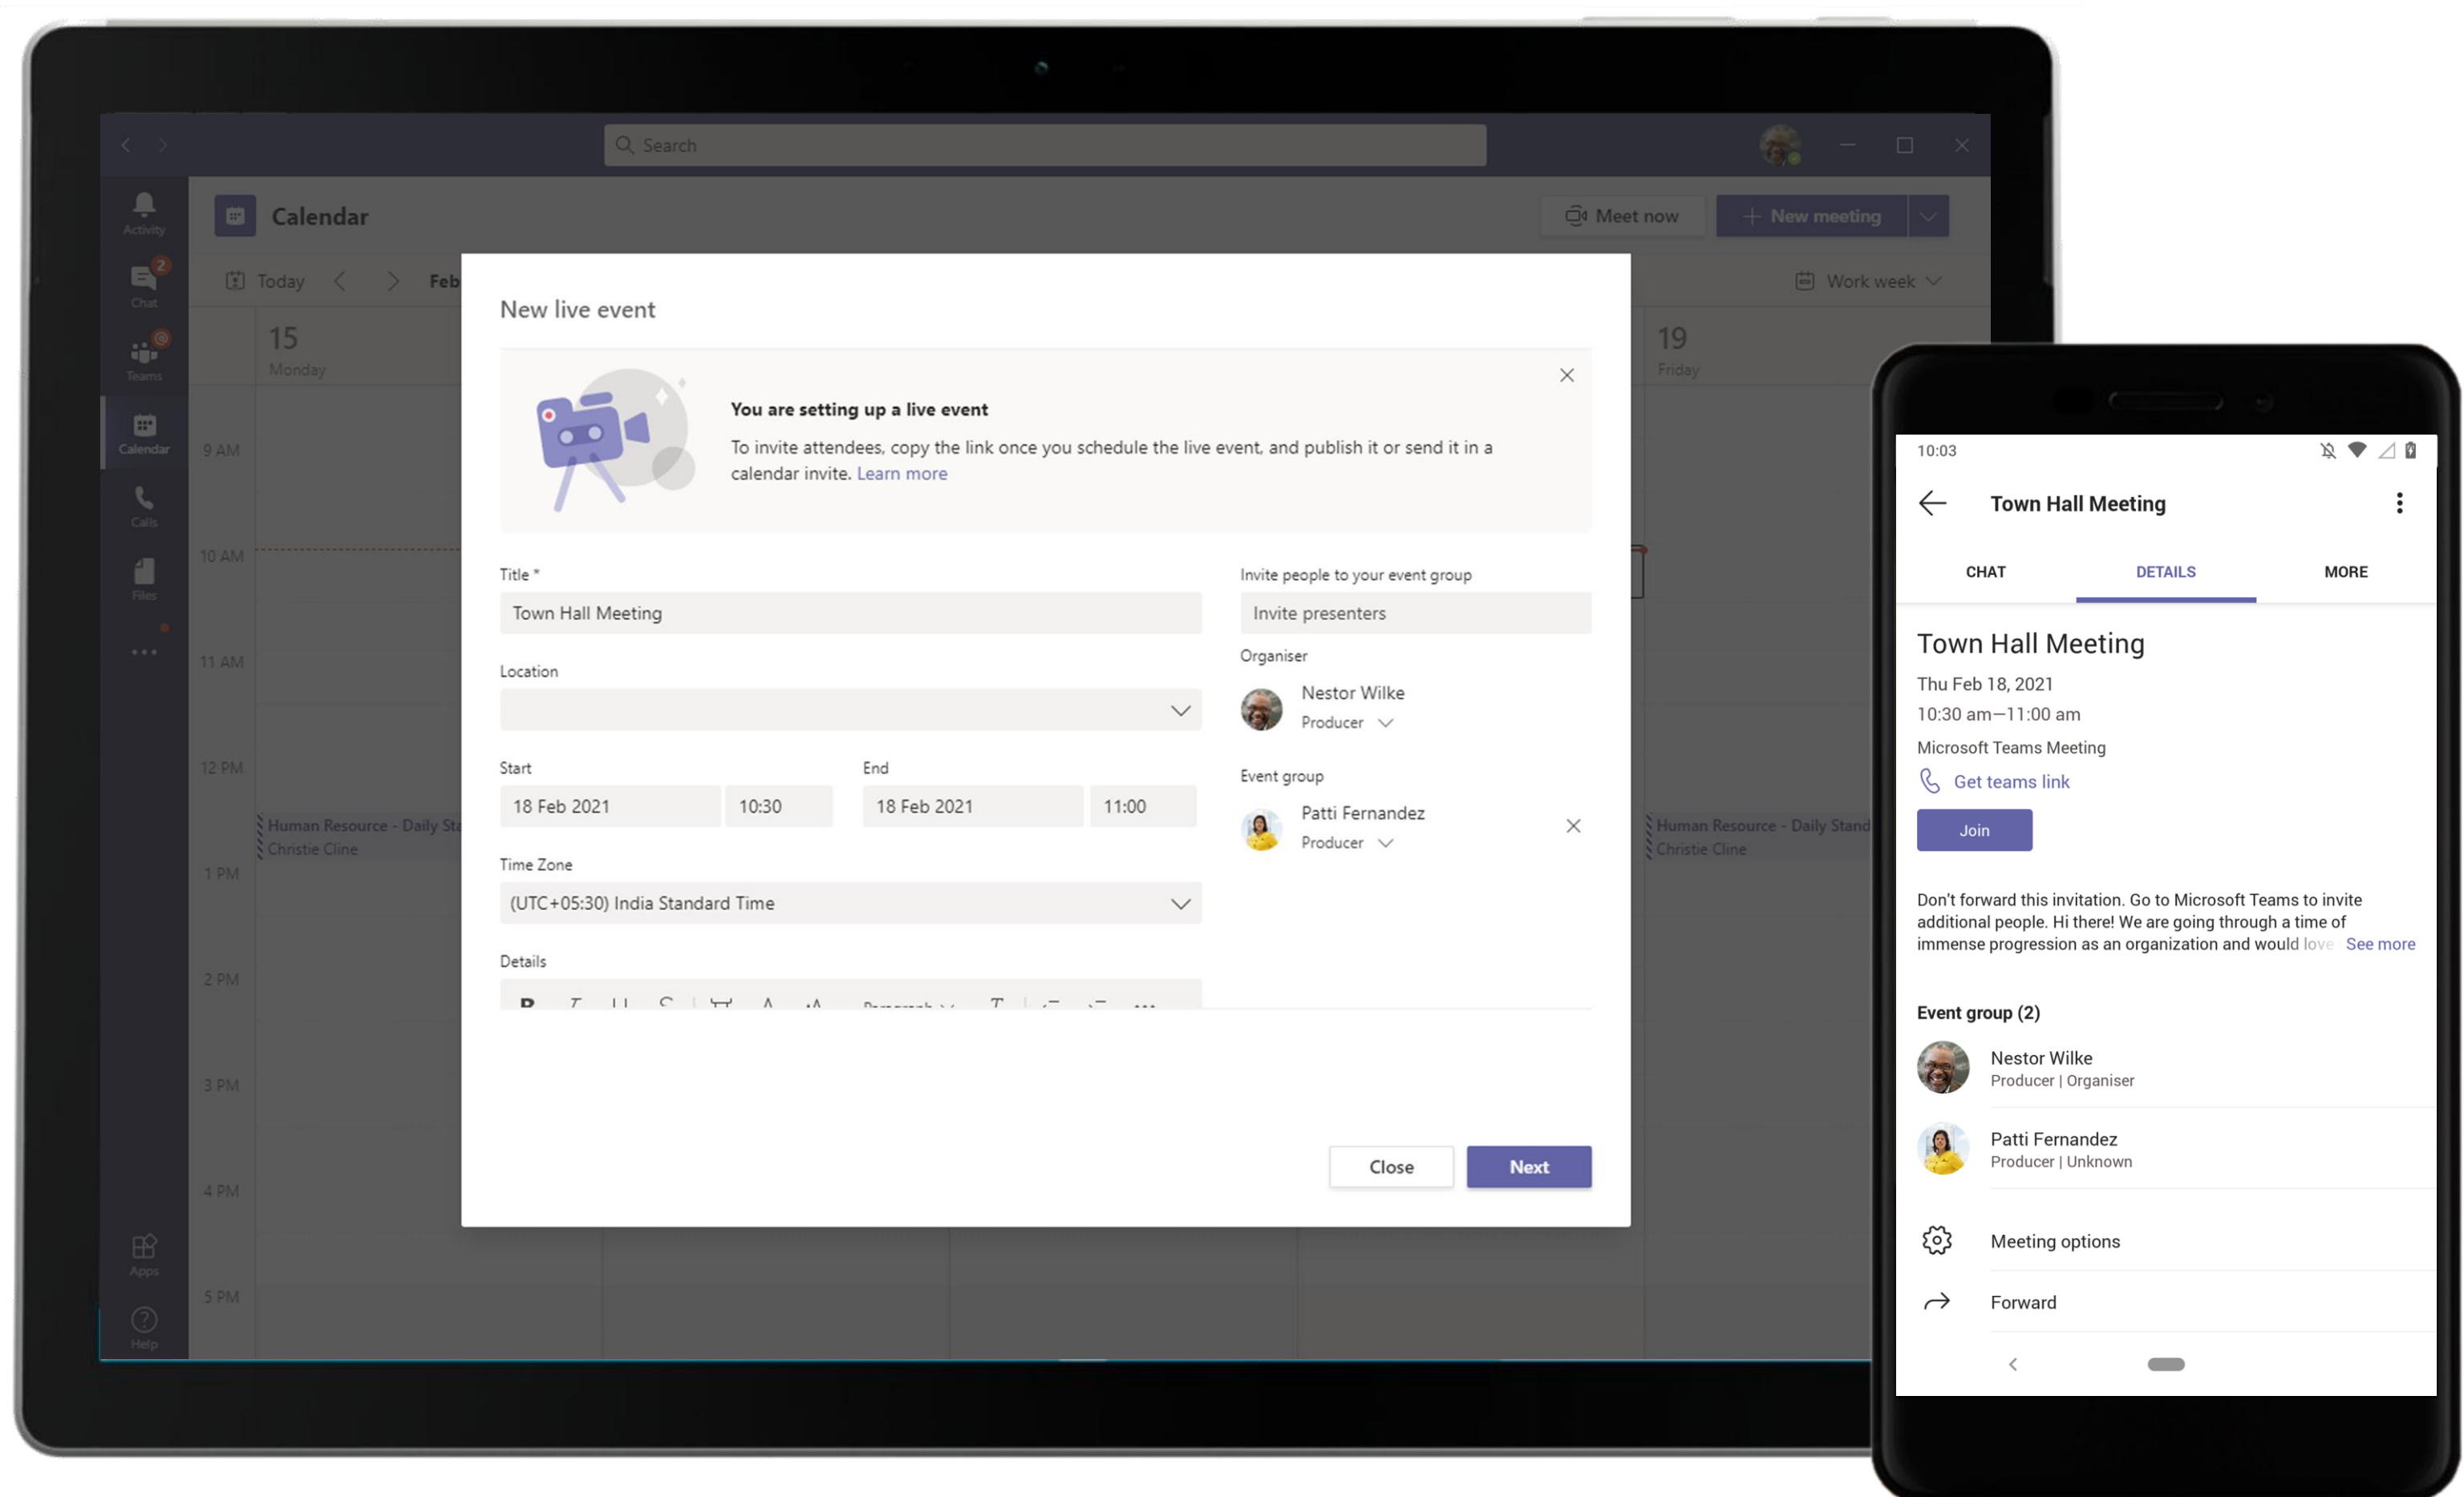 Search
Activity
2
Chat
@
Teams
Calendar
Calls
Files
Apps
Help
Calendar
Meet now
New meeting
Today
Feb
Work week
15
Monday
19
Friday
9 AM
10 AM
11 AM
12 PM
1 PM
2 PM
3 PM
4 PM
5 PM
Human Resource - Daily Sta
Christie Cline
Human Resource - Daily Stand
Christie Cline
New live event
You are setting up a live event
To invite attendees, copy the link once you schedule the live event, and publish it or send it in a
calendar invite. Learn more
Title *
Town Hall Meeting
Location
Start
End
18 Feb 2021
10:30
18 Feb 2021
11:00
Time Zone
(UTC+05:30) India Standard Time
Details
Paragraph
Invite people to your event group
Invite presenters
Organiser
Nestor Wilke
Producer
Event group
Patti Fernandez
Producer
Close
Next
10:03
Town Hall Meeting
CHAT
DETAILS
MORE
Town Hall Meeting
Thu Feb 18, 2021
10:30 am—11:00 am
Microsoft Teams Meeting
Get teams link
Join
Don't forward this invitation. Go to Microsoft Teams to invite
additional people. Hi there! We are going through a time of
immense progression as an organization and would love See more
Event group (2)
Nestor Wilke
Producer | Organiser
Patti Fernandez
Producer | Unknown
Meeting options
Forward